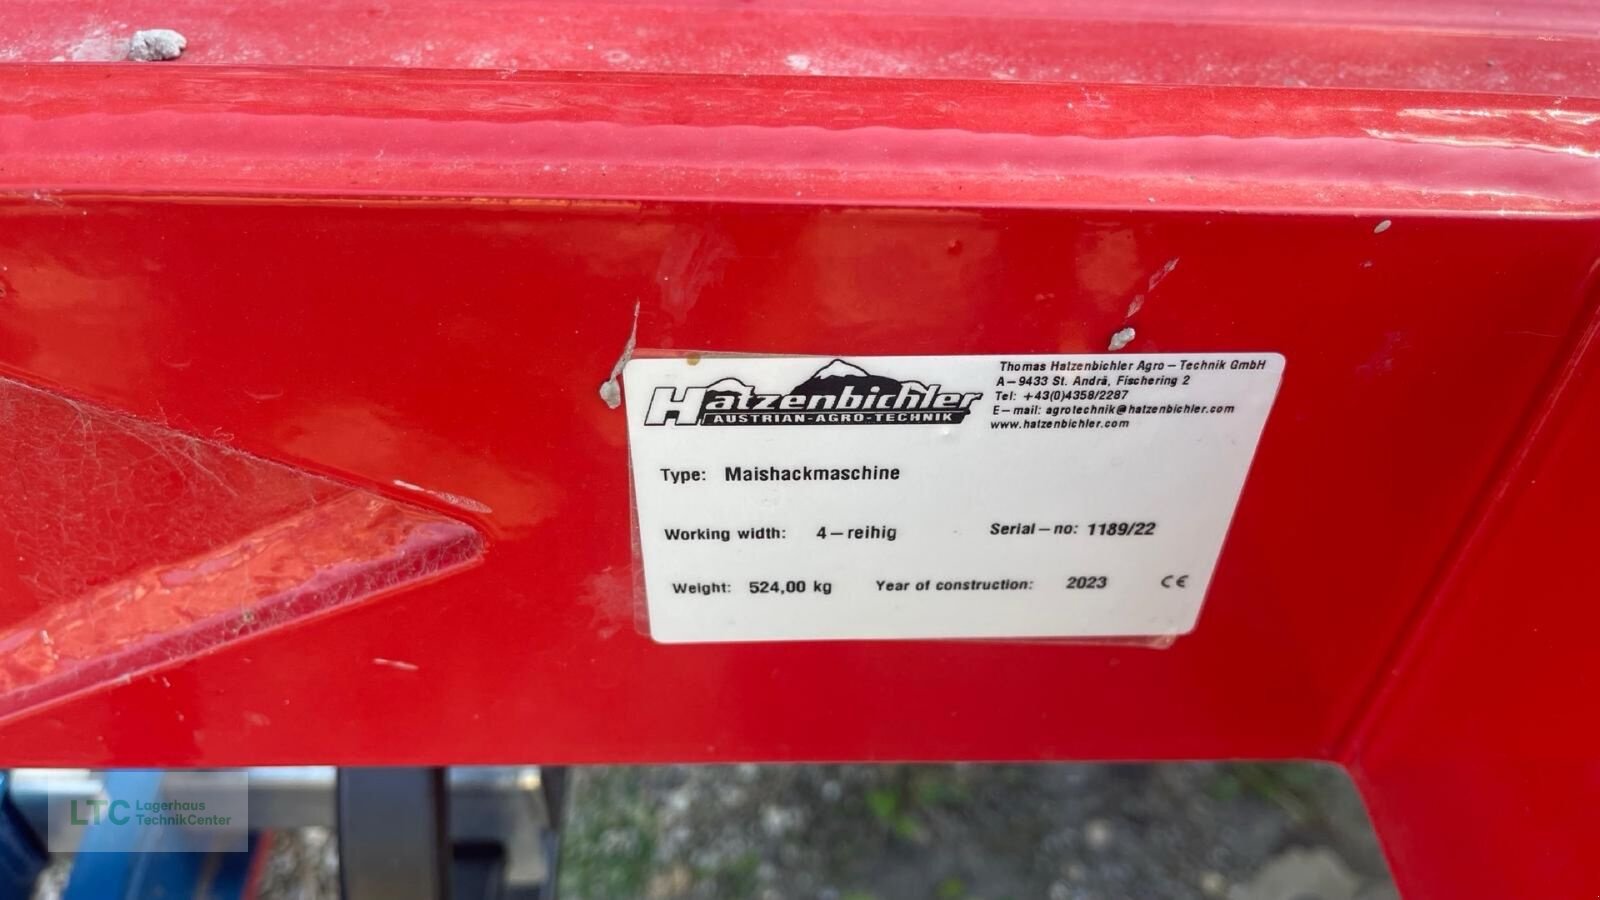 Hatzenbichler
AUSTRIAN-AGRO-TECHNIK
Thomas Hatzenbichler Agro-Technik GmbH
A-9433 St. Andrä, Fischering 2
Tel: +43(0)4358/2287
E-mail: agrotechnik@hatzenbichler.com
www.hatzenbichler.com
Type: Maishackmaschine
Working width: 4-reihig Serial-no: 1189/22
Weight: 524,00 kg Year of construction: 2023 CE
LTC Lagerhaus
TechnikCenter